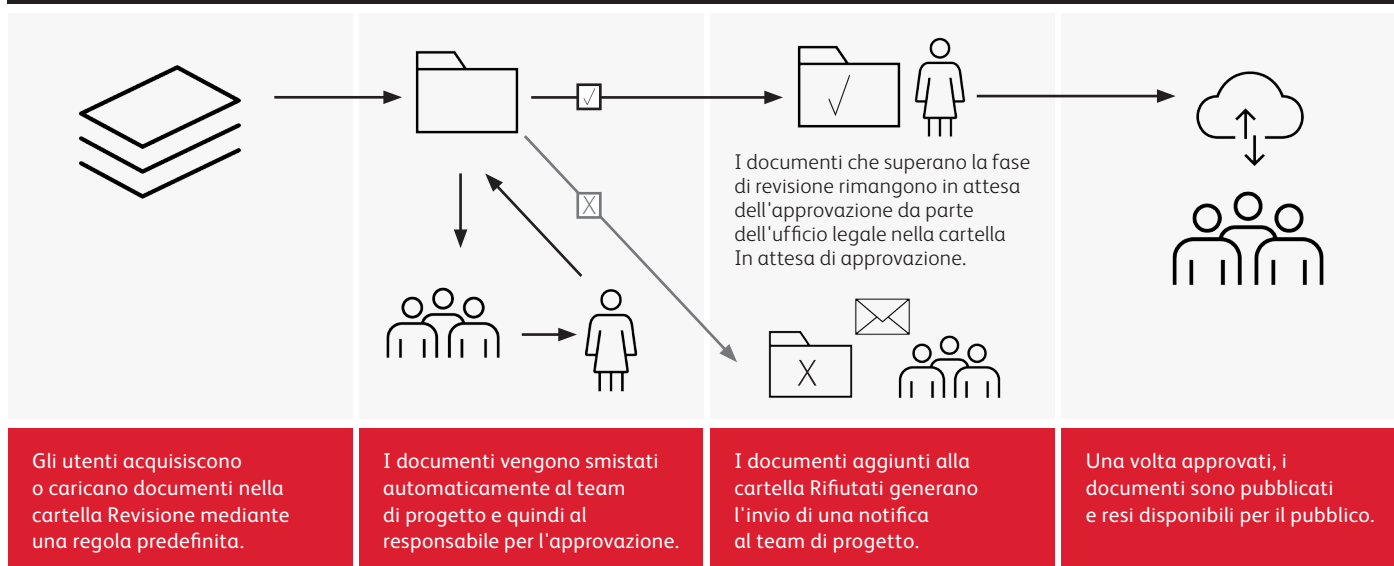 √
X
√
I documenti che superano la fase
di revisione rimangono in attesa
dell'approvazione da parte
dell'ufficio legale nella cartella
In attesa di approvazione.
X
Gli utenti acquisiscono
o caricano documenti nella
cartella Revisione mediante
una regola predefinita.
I documenti vengono smistati
automaticamente al team
di progetto e quindi al
responsabile per l'approvazione.
I documenti aggiunti alla
cartella Rifiutati generano
l'invio di una notifica
al team di progetto.
Una volta approvati, i
documenti sono pubblicati
e resi disponibili per il pubblico.